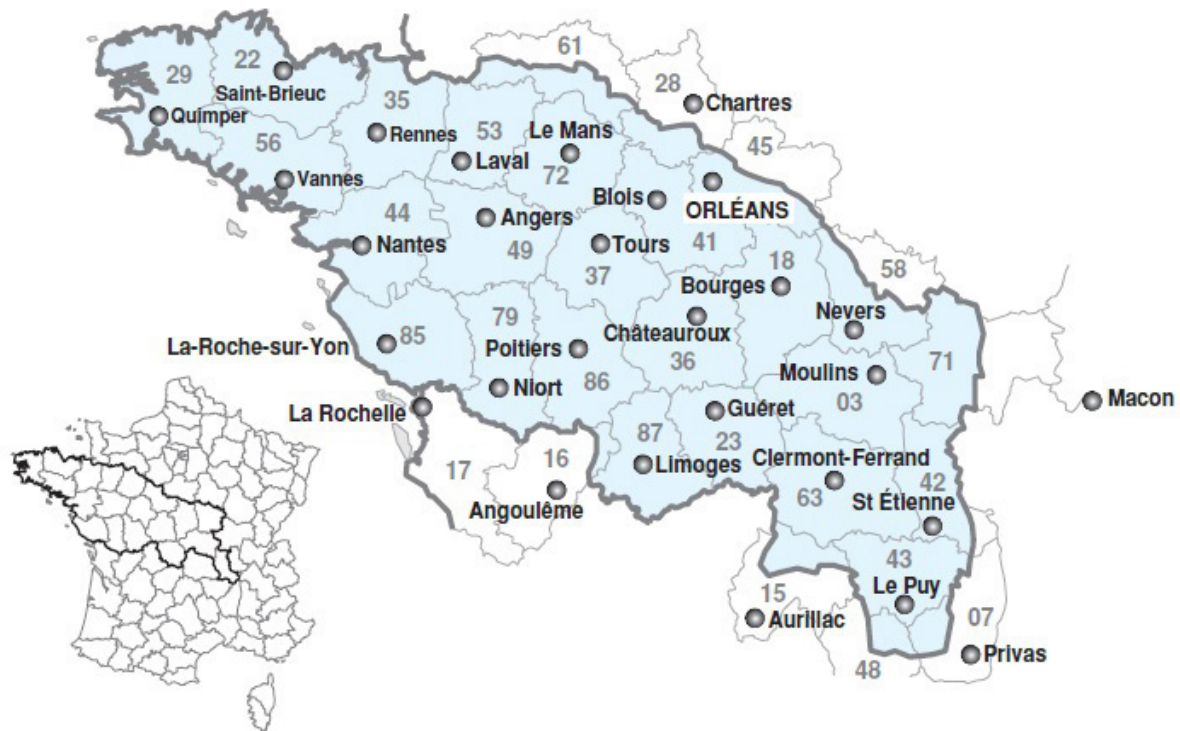 61
22
28
29
Chartres
Saint-Brieuc
35
Quimper
53
Le Mans
Rennes
45
56
Laval
72
Vannes
Blois
ORLÉANS
44
Angers
Nantes
49
Tours
41
18
58
37
Bourges
Nevers
79
Châteauroux
85
La-Roche-sur-Yon
Poitiers
36
71
86
Moulins
Niort
03
Macon
La Rochelle
Guéret
87
23
Clermont-Ferrand
17
16
Limoges
42
63
St Étienne
Angoulême
43
Le Puy
15
Aurillac
07
Privas
48